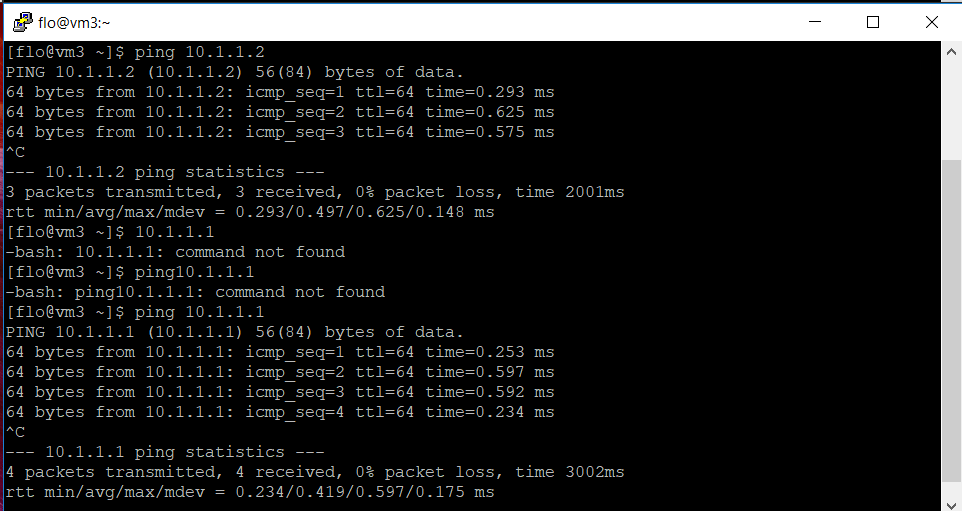 flo@vm3:~
[flo@vm3 ~]$ ping 10.1.1.2
PING 10.1.1.2 (10.1.1.2) 56(84) bytes of data.
64 bytes from 10.1.1.2: icmp_seq=1 ttl=64 time=0.293 ms
64 bytes from 10.1.1.2: icmp_seq=2 ttl=64 time=0.625 ms
64 bytes from 10.1.1.2: icmp_seq=3 ttl=64 time=0.575 ms
^C
--- 10.1.1.2 ping statistics ---
3 packets transmitted, 3 received, 0% packet loss, time 2001ms
rtt min/avg/max/mdev = 0.293/0.497/0.625/0.148 ms
[flo@vm3 ~]$ 10.1.1.1
-bash: 10.1.1.1: command not found
[flo@vm3 ~]$ ping10.1.1.1
-bash: ping10.1.1.1: command not found
[flo@vm3 ~]$ ping 10.1.1.1
PING 10.1.1.1 (10.1.1.1) 56(84) bytes of data.
64 bytes from 10.1.1.1: icmp_seq=1 ttl=64 time=0.253 ms
64 bytes from 10.1.1.1: icmp_seq=2 ttl=64 time=0.597 ms
64 bytes from 10.1.1.1: icmp_seq=3 ttl=64 time=0.592 ms
64 bytes from 10.1.1.1: icmp_seq=4 ttl=64 time=0.234 ms
^C
--- 10.1.1.1 ping statistics ---
4 packets transmitted, 4 received, 0% packet loss, time 3002ms
rtt min/avg/max/mdev = 0.234/0.419/0.597/0.175 ms